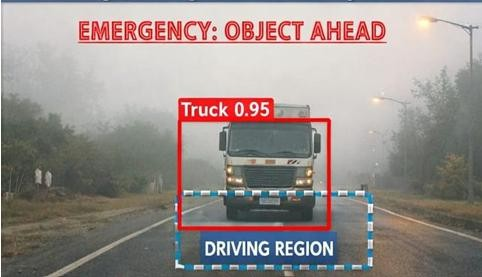 EMERGENCY: OBJECT AHEAD
Truck 0.95
DRIVING REGION